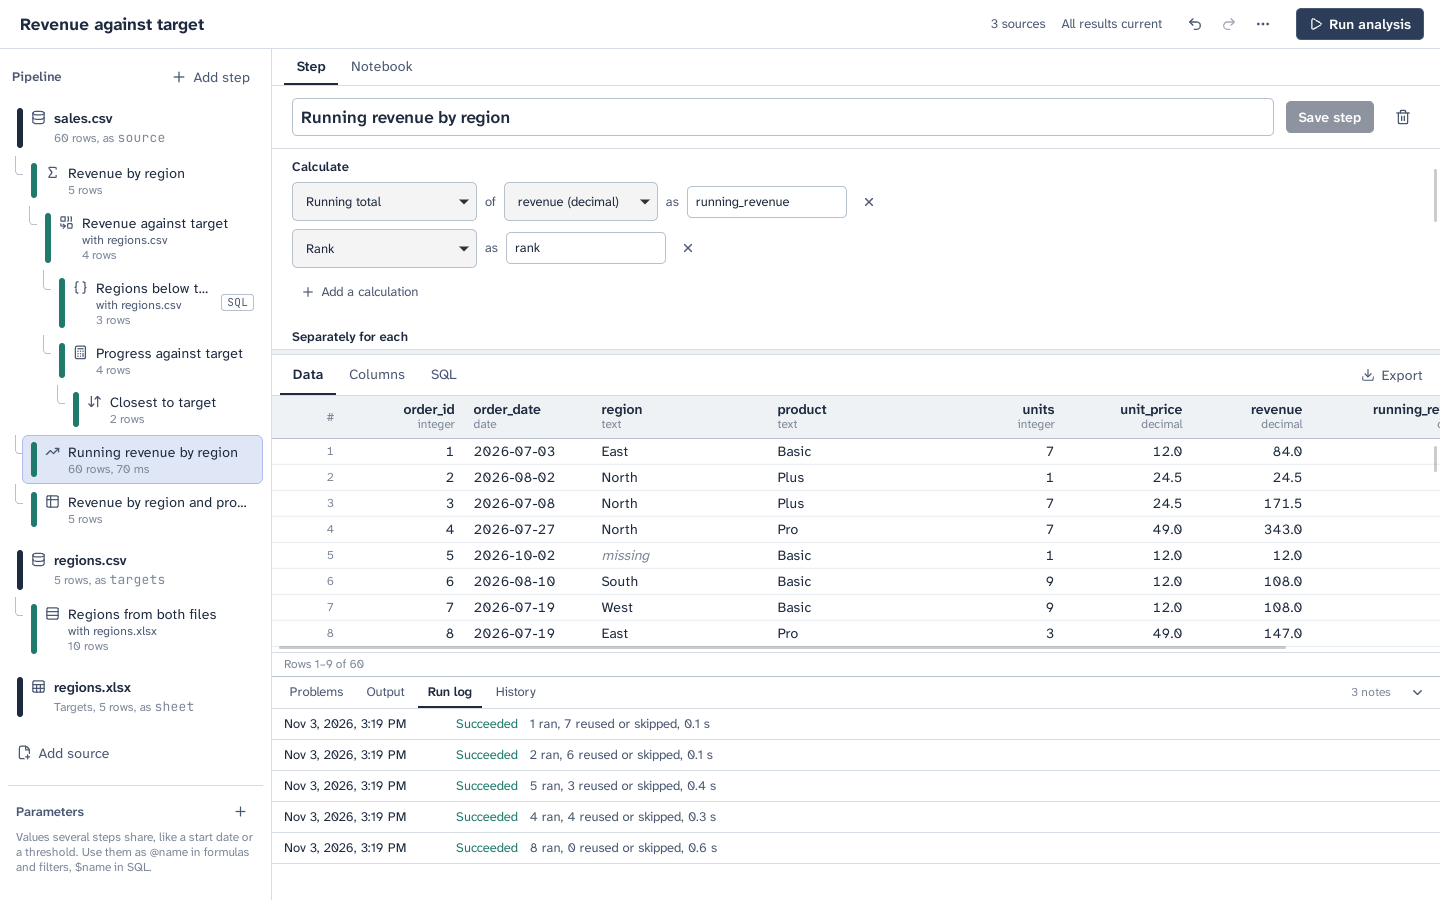 Revenue against target
3 sources
All results current
Run analysis
Pipeline
Add step
sales.csv
60 rows, as source
Revenue by region
5 rows
Revenue against target
with regions.csv
4 rows
Regions below t...
with regions.csv
3 rows
SQL
Progress against target
4 rows
Closest to target
2 rows
Running revenue by region
60 rows, 70 ms
Revenue by region and pro...
5 rows
regions.csv
5 rows, as targets
Regions from both files
with regions.xlsx
10 rows
regions.xlsx
Targets, 5 rows, as sheet
Add source
Parameters
Values several steps share, like a start date or
a threshold. Use them as @name in formulas
and filters, $name in SQL.
Step Notebook
Running revenue by region
Save step
Calculate
Running total of revenue (decimal) as running_revenue
Rank as rank
Add a calculation
Separately for each
Data Columns SQL
Export
# order_id order_date region product units unit_price revenue running_re
integer date text text integer decimal decimal
1 1 2026-07-03 East Basic 7 12.0 84.0
2 2 2026-08-02 North Plus 1 24.5 24.5
3 3 2026-07-08 North Plus 7 24.5 171.5
4 4 2026-07-27 North Pro 7 49.0 343.0
5 5 2026-10-02 missing Basic 1 12.0 12.0
6 6 2026-08-10 South Basic 9 12.0 108.0
7 7 2026-07-19 West Basic 9 12.0 108.0
8 8 2026-07-19 East Pro 3 49.0 147.0
Rows 1–9 of 60
Problems Output Run log History
3 notes
Nov 3, 2026, 3:19 PM Succeeded 1 ran, 7 reused or skipped, 0.1 s
Nov 3, 2026, 3:19 PM Succeeded 2 ran, 6 reused or skipped, 0.1 s
Nov 3, 2026, 3:19 PM Succeeded 5 ran, 3 reused or skipped, 0.4 s
Nov 3, 2026, 3:19 PM Succeeded 4 ran, 4 reused or skipped, 0.3 s
Nov 3, 2026, 3:19 PM Succeeded 8 ran, 0 reused or skipped, 0.6 s